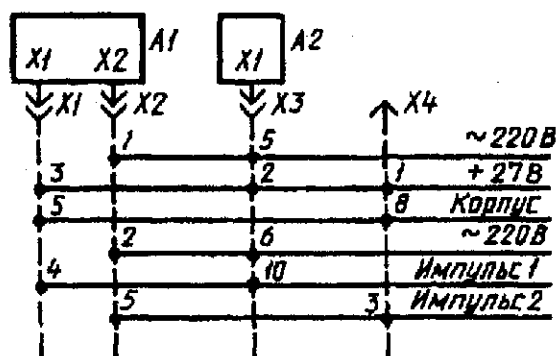 A1 A2
X1 X2 X1
X1 X2 X3 X4
1 5 ~220В
3 2 1 +27В
5 8 Корпус
2 6 ~220В
4 10 Импульс 1
5 3 Импульс 2